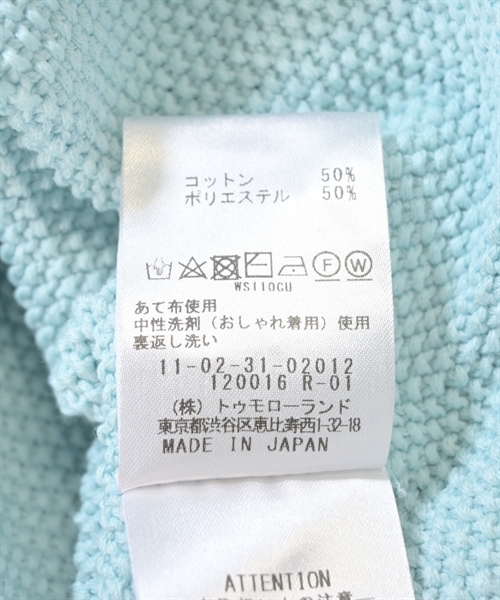 コットン 50%
ポリエステル 50%
F W
WS110CU
あて布使用
中性洗剤（おしゃれ着用）使用
裏返し洗い
11-02-31-02012
120016 R-01
（株）トゥモローランド
東京都渋谷区恵比寿西1-32-18
MADE IN JAPAN
ATTENTION